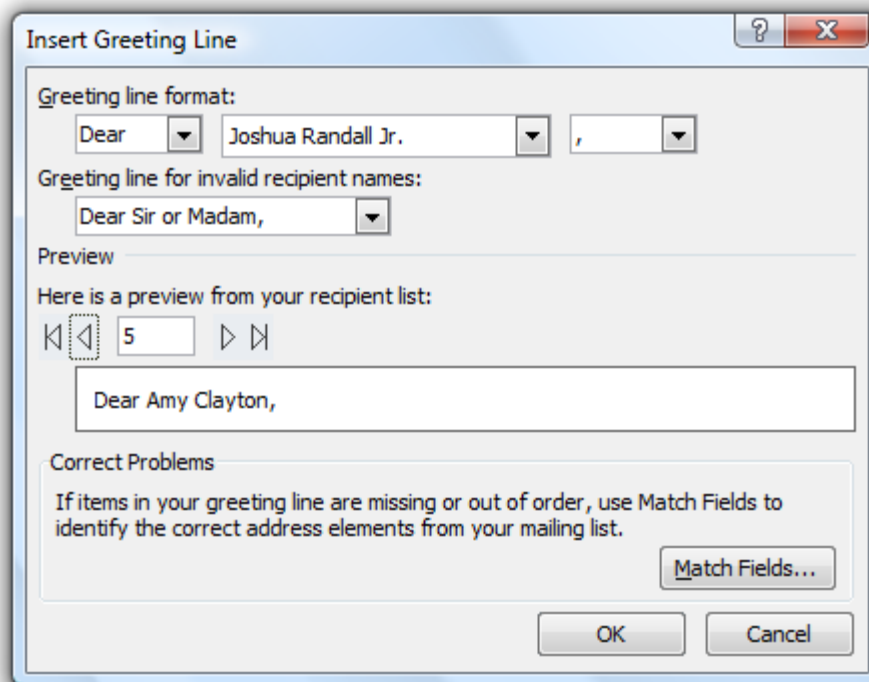 Insert Greeting Line
Greeting line format:
Dear Joshua Randall Jr. ,
Greeting line for invalid recipient names:
Dear Sir or Madam,
Preview
Here is a preview from your recipient list:
5
Dear Amy Clayton,
Correct Problems
If items in your greeting line are missing or out of order, use Match Fields to
identify the correct address elements from your mailing list.
Match Fields...
OK Cancel